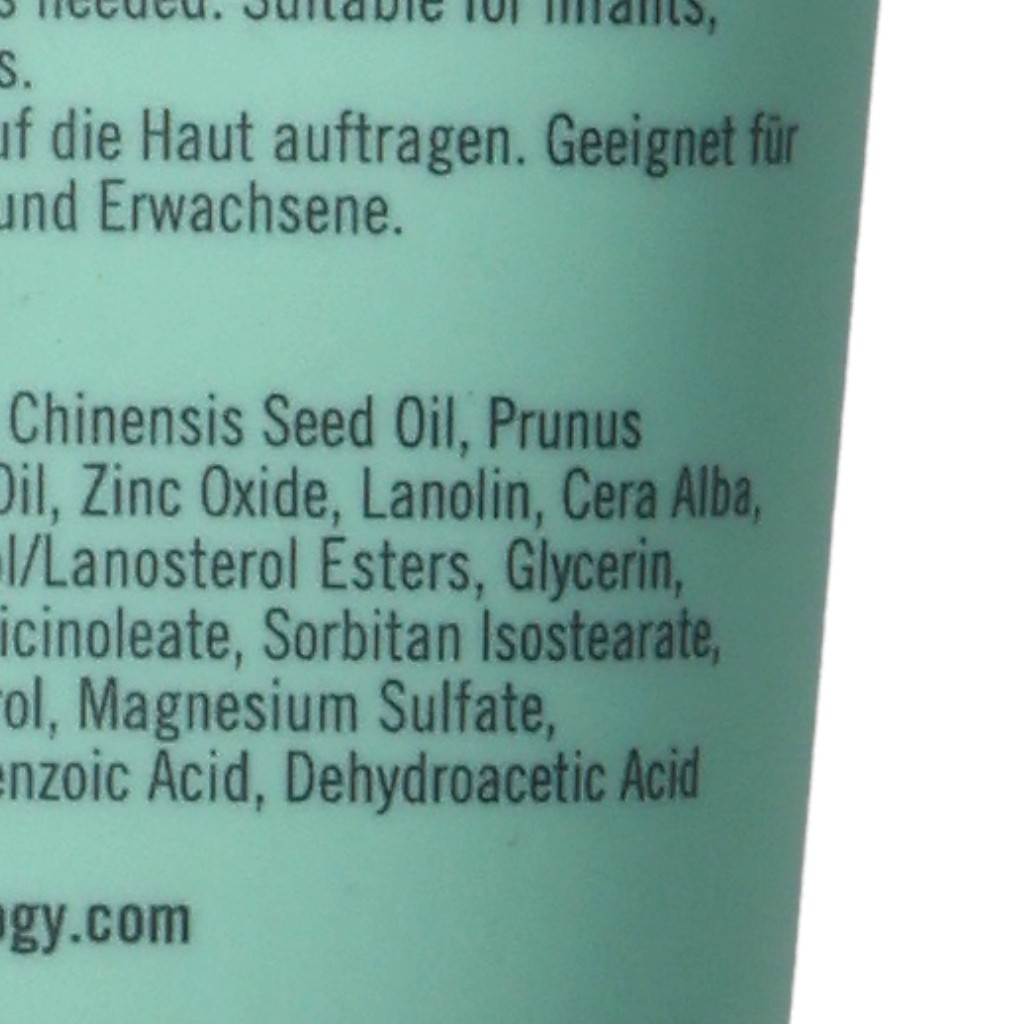 s needed. Suitable for infants,
s.
uf die Haut auftragen. Geeignet für
und Erwachsene.
Chinensis Seed Oil, Prunus
Oil, Zinc Oxide, Lanolin, Cera Alba,
ol/Lanosterol Esters, Glycerin,
icinoleate, Sorbitan Isostearate,
rol, Magnesium Sulfate,
enzoic Acid, Dehydroacetic Acid
ogy.com